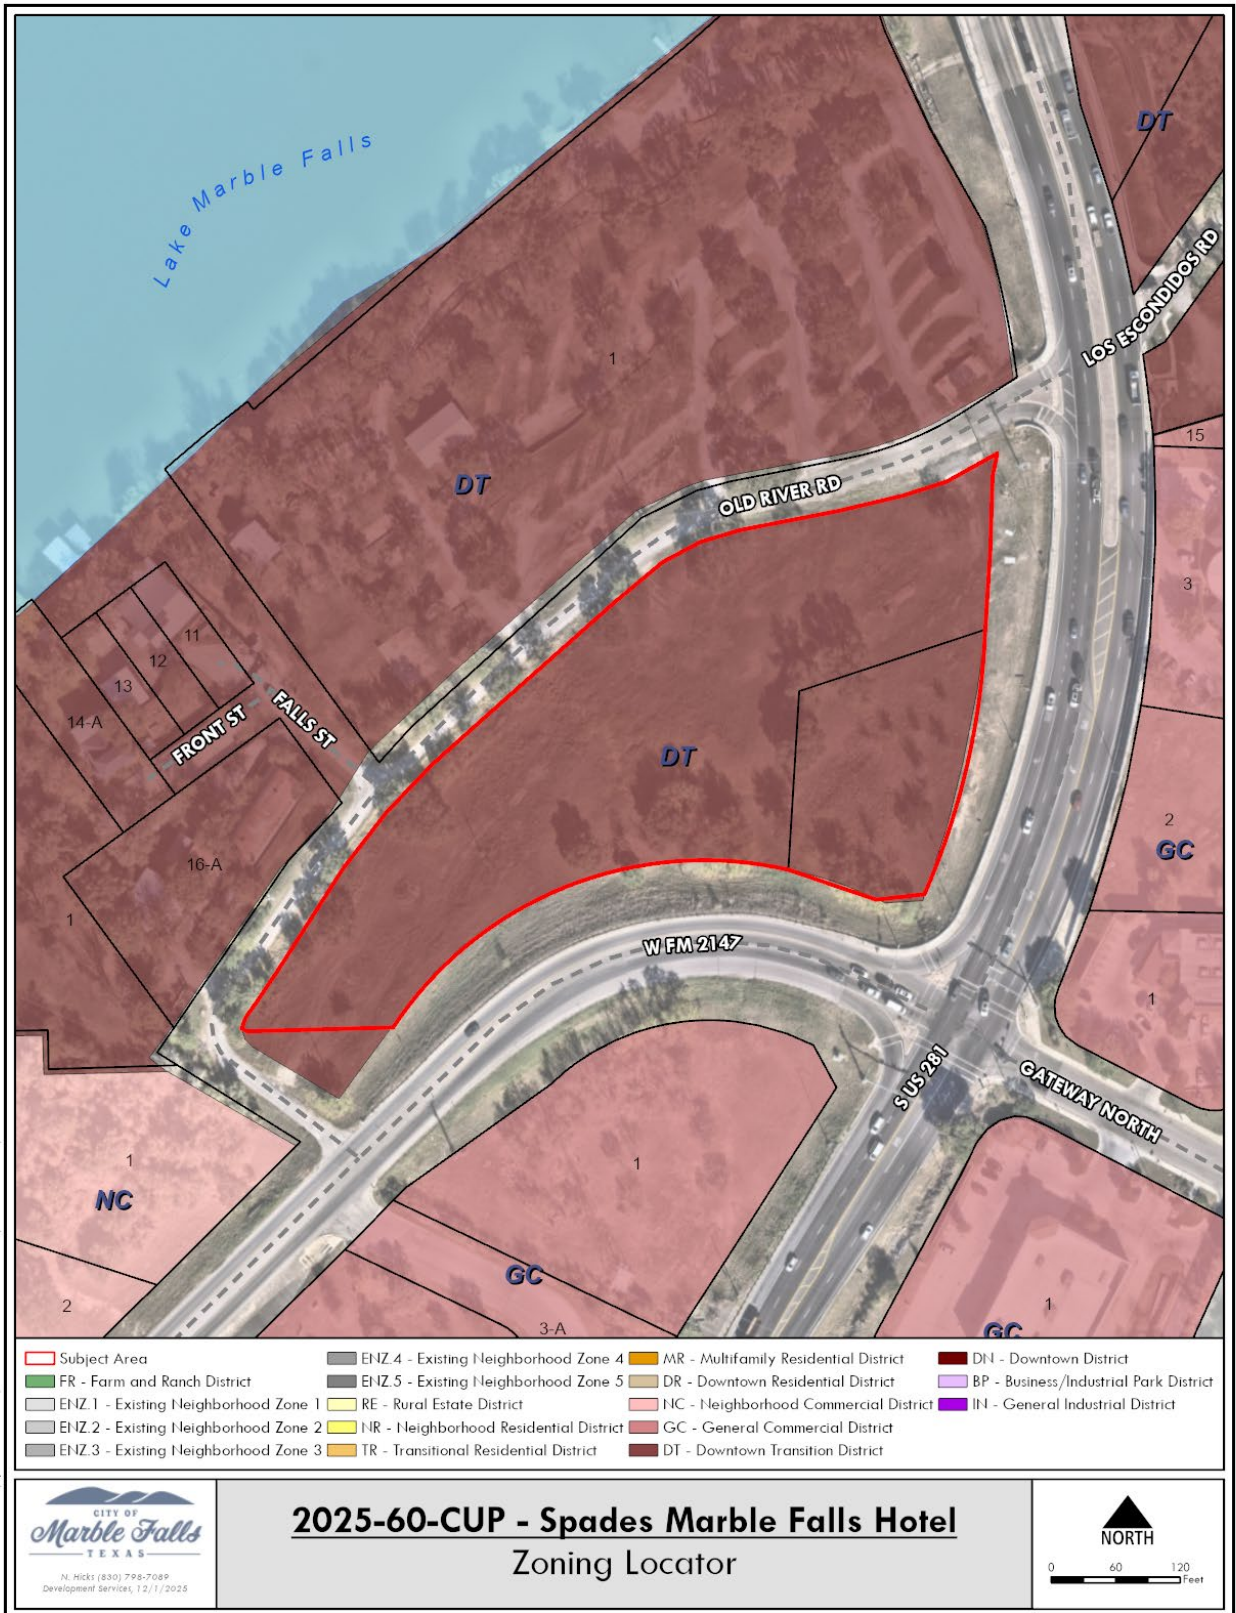 Lake Marble Falls
DT
LOS ESCONDIDOS RD
1
15
DT
OLD RIVER RD
3
11
12
13
14-A
FRONT ST
FALLS ST
DT
2
GC
16-A
1
W FM 2147
1
S US 281
GATEWAY NORTH
1
NC
1
GC
2
3-A
1
GC
Subject Area
FR - Farm and Ranch District
ENZ.1 - Existing Neighborhood Zone 1
ENZ.2 - Existing Neighborhood Zone 2
ENZ.3 - Existing Neighborhood Zone 3
ENZ.4 - Existing Neighborhood Zone 4
ENZ.5 - Existing Neighborhood Zone 5
RE - Rural Estate District
NR - Neighborhood Residential District
TR - Transitional Residential District
MR - Multifamily Residential District
DR - Downtown Residential District
NC - Neighborhood Commercial District
GC - General Commercial District
DT - Downtown Transition District
DN - Downtown District
BP - Business/Industrial Park District
IN - General Industrial District
CITY OF
Marble Falls
TEXAS
N. Hicks (830) 798-7089
Development Services, 12/1/2025
2025-60-CUP - Spades Marble Falls Hotel
Zoning Locator
NORTH
0 60 120
Feet